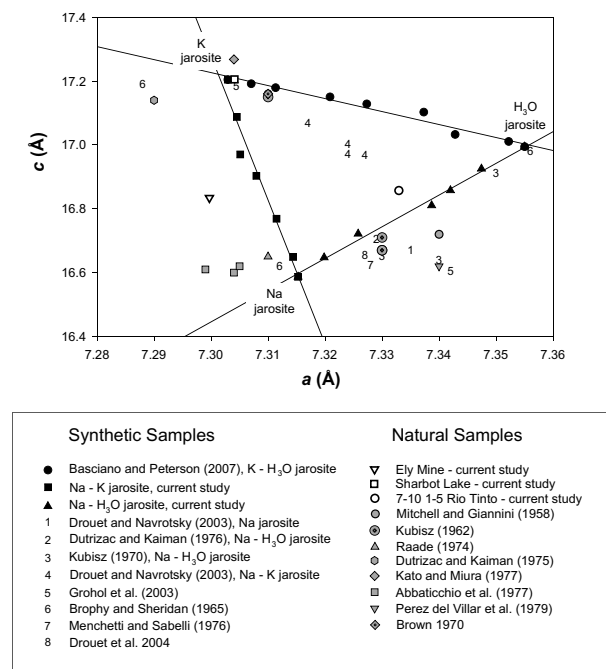 17.4
17.2
17.0
16.8
16.6
16.4
c (Å)
7.28 7.29 7.30 7.31 7.32 7.33 7.34 7.35 7.36
a (Å)
K
jarosite
H₃O
jarosite
Na
jarosite
6
5
4
4
4 4
6
3
2
3
1
8
7
3
5
6
Synthetic Samples
Basciano and Peterson (2007), K - H₃O jarosite
Na - K jarosite, current study
Na - H₃O jarosite, current study
1 Drouet and Navrotsky (2003), Na jarosite
2 Dutrizac and Kaiman (1976), Na - H₃O jarosite
3 Kubisz (1970), Na - H₃O jarosite
4 Drouet and Navrotsky (2003), Na - K jarosite
5 Grohol et al. (2003)
6 Brophy and Sheridan (1965)
7 Menchetti and Sabelli (1976)
8 Drouet et al. 2004
Natural Samples
Ely Mine - current study
Sharbot Lake - current study
7-10 1-5 Rio Tinto - current study
Mitchell and Giannini (1958)
Kubisz (1962)
Raade (1974)
Dutrizac and Kaiman (1975)
Kato and Miura (1977)
Abbaticchio et al. (1977)
Perez del Villar et al. (1979)
Brown 1970